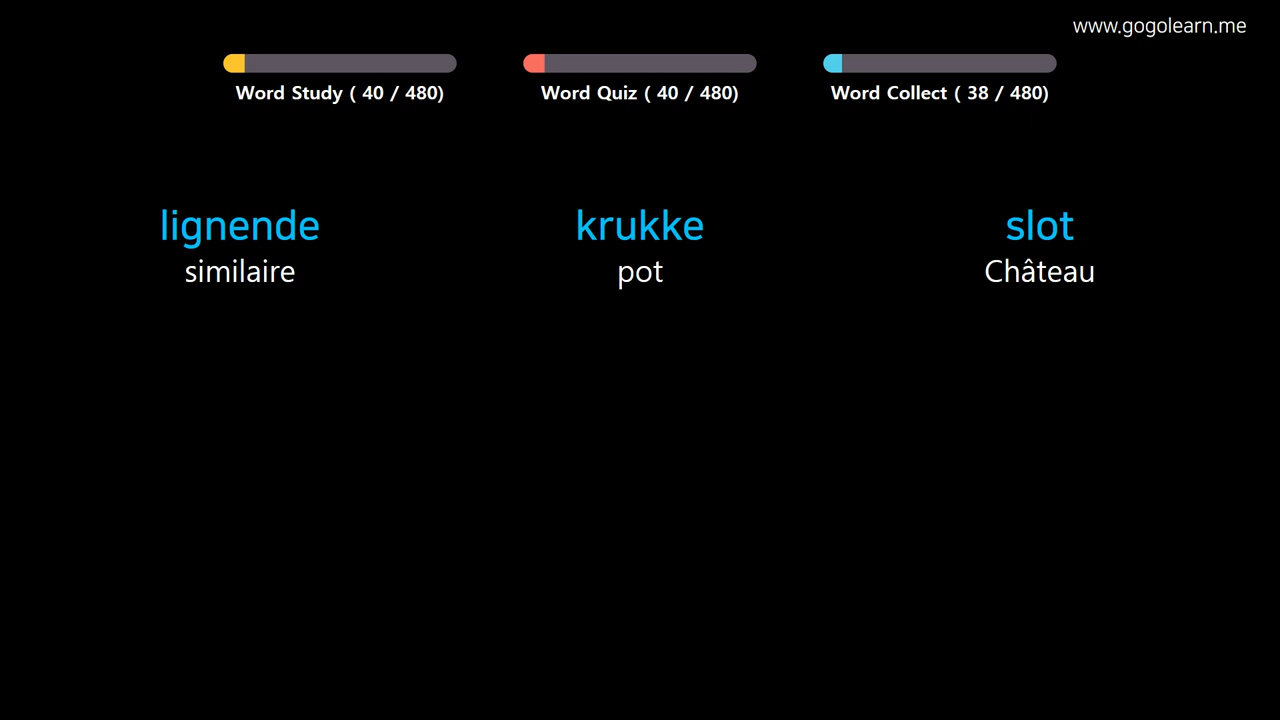 www.gogolearn.me
Word Study ( 40 / 480)
Word Quiz ( 40 / 480)
Word Collect ( 38 / 480)
lignende
similaire
krukke
pot
slot
Château